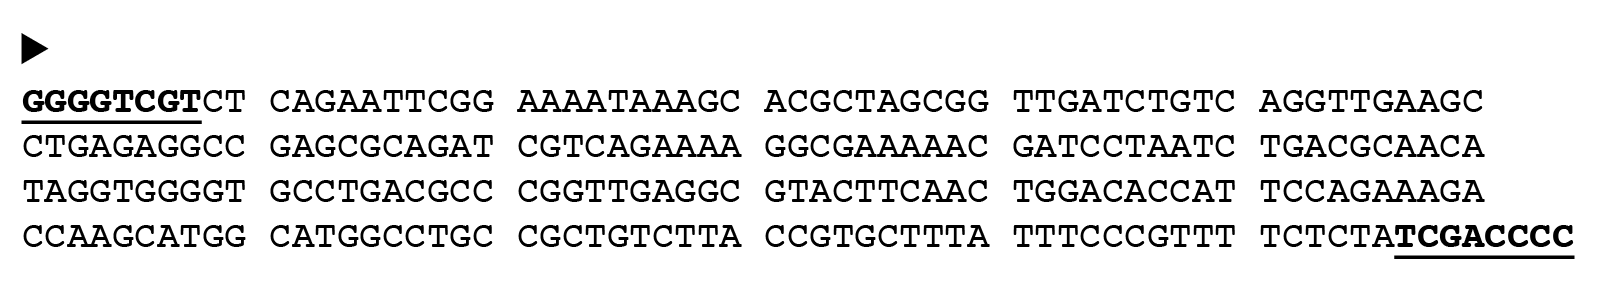 GGGGTCGTCT CAGAATTCGG AAAATAAAGC ACGCTAGCGG TTGATCTGTC AGGTTGAAGC
CTGAGAGGCC GAGCGCAGAT CGTCAGAAAA GGCGAAAAAC GATCCTAATC TGACGCAACA
TAGGTGGGGT GCCTGACGCC CGGTTGAGGC GTACTTCAAC TGGACACCAT TCCAGAAAGA
CCAAGCATGG CATGGCCTGC CGCTGTCTTA CCGTGCTTTA TTTCCCGTTT TCTCTATCGACCCC